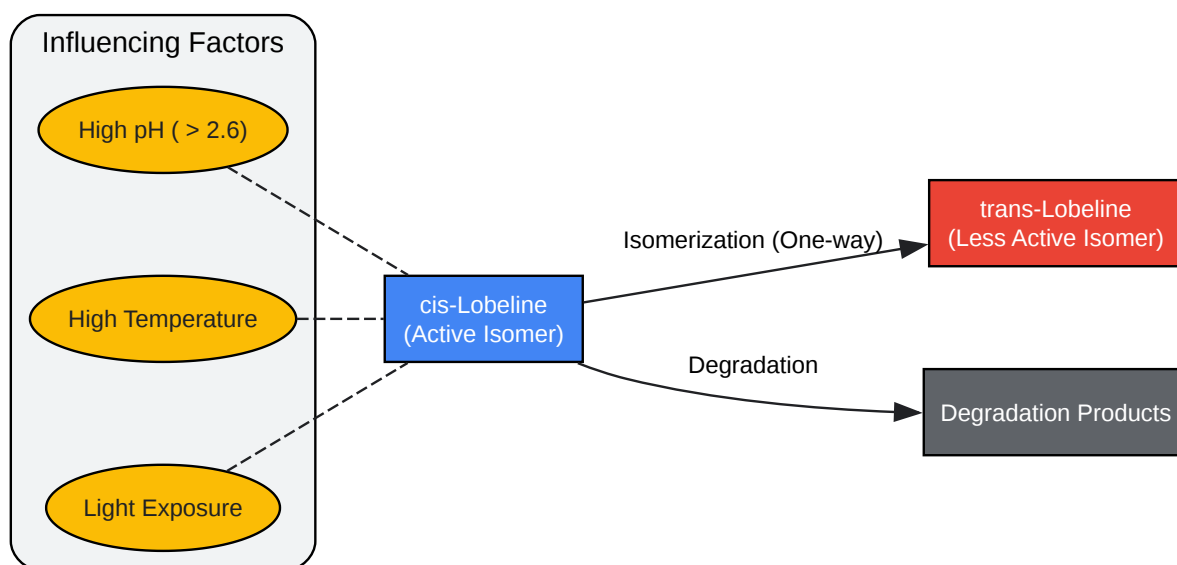 Influencing Factors
High pH ( > 2.6)
High Temperature
Light Exposure
cis-Lobeline
(Active Isomer)
Isomerization (One-way)
Degradation
trans-Lobeline
(Less Active Isomer)
Degradation Products